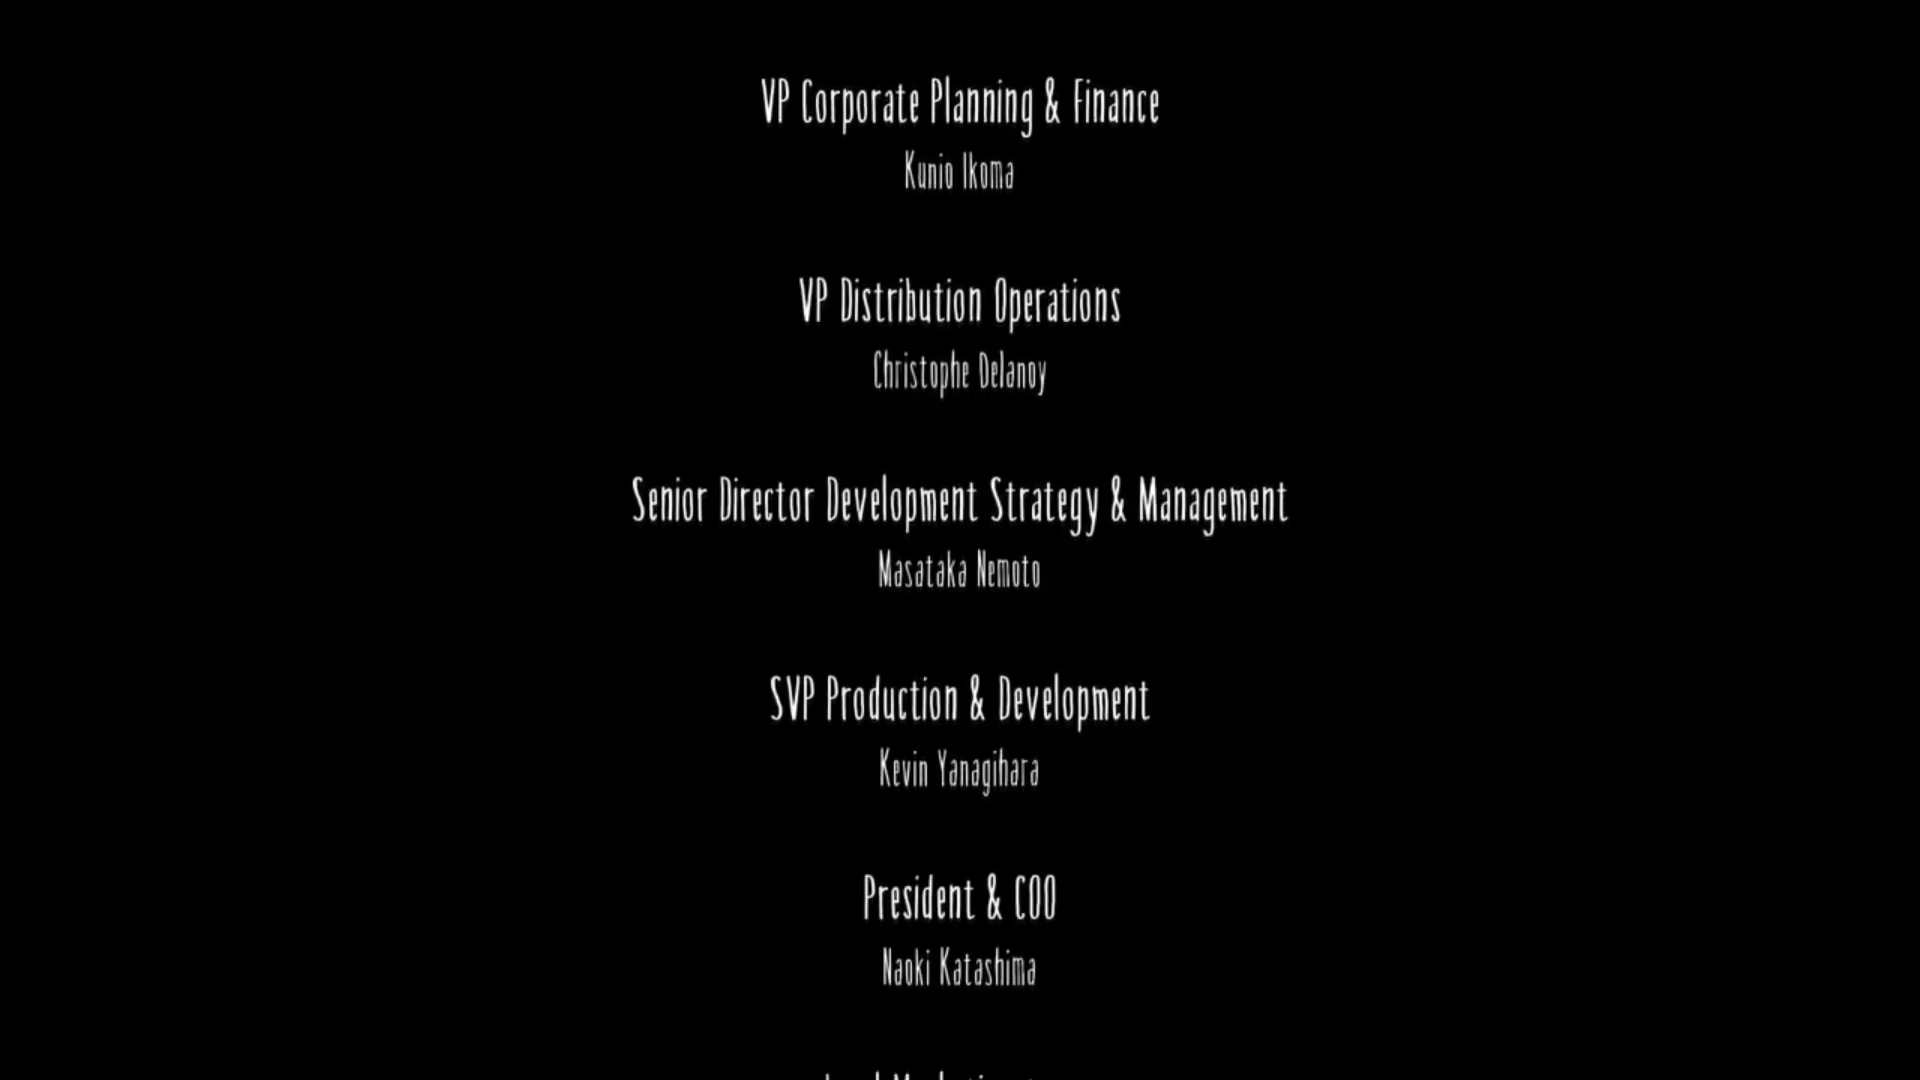 VP Corporate Planning & Finance
Kunio Ikoma
VP Distribution Operations
Christophe Delanoy
Senior Director Development Strategy & Management
Masataka Nemoto
SVP Production & Development
Kevin Yanagihara
President & COO
Naoki Katashima